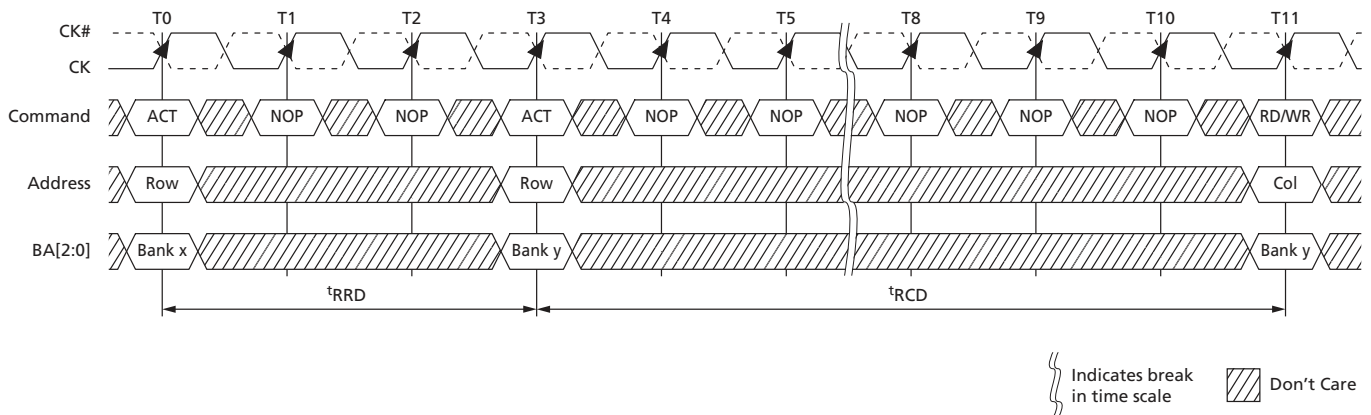 T0 T1 T2 T3 T4 T5 T8 T9 T10 T11
CK#
CK
Command ACT NOP NOP ACT NOP NOP NOP NOP NOP RD/WR
Address Row Row Col
BA[2:0] Bank x Bank y Bank y
tRRD tRCD
Indicates break
in time scale
Don't Care